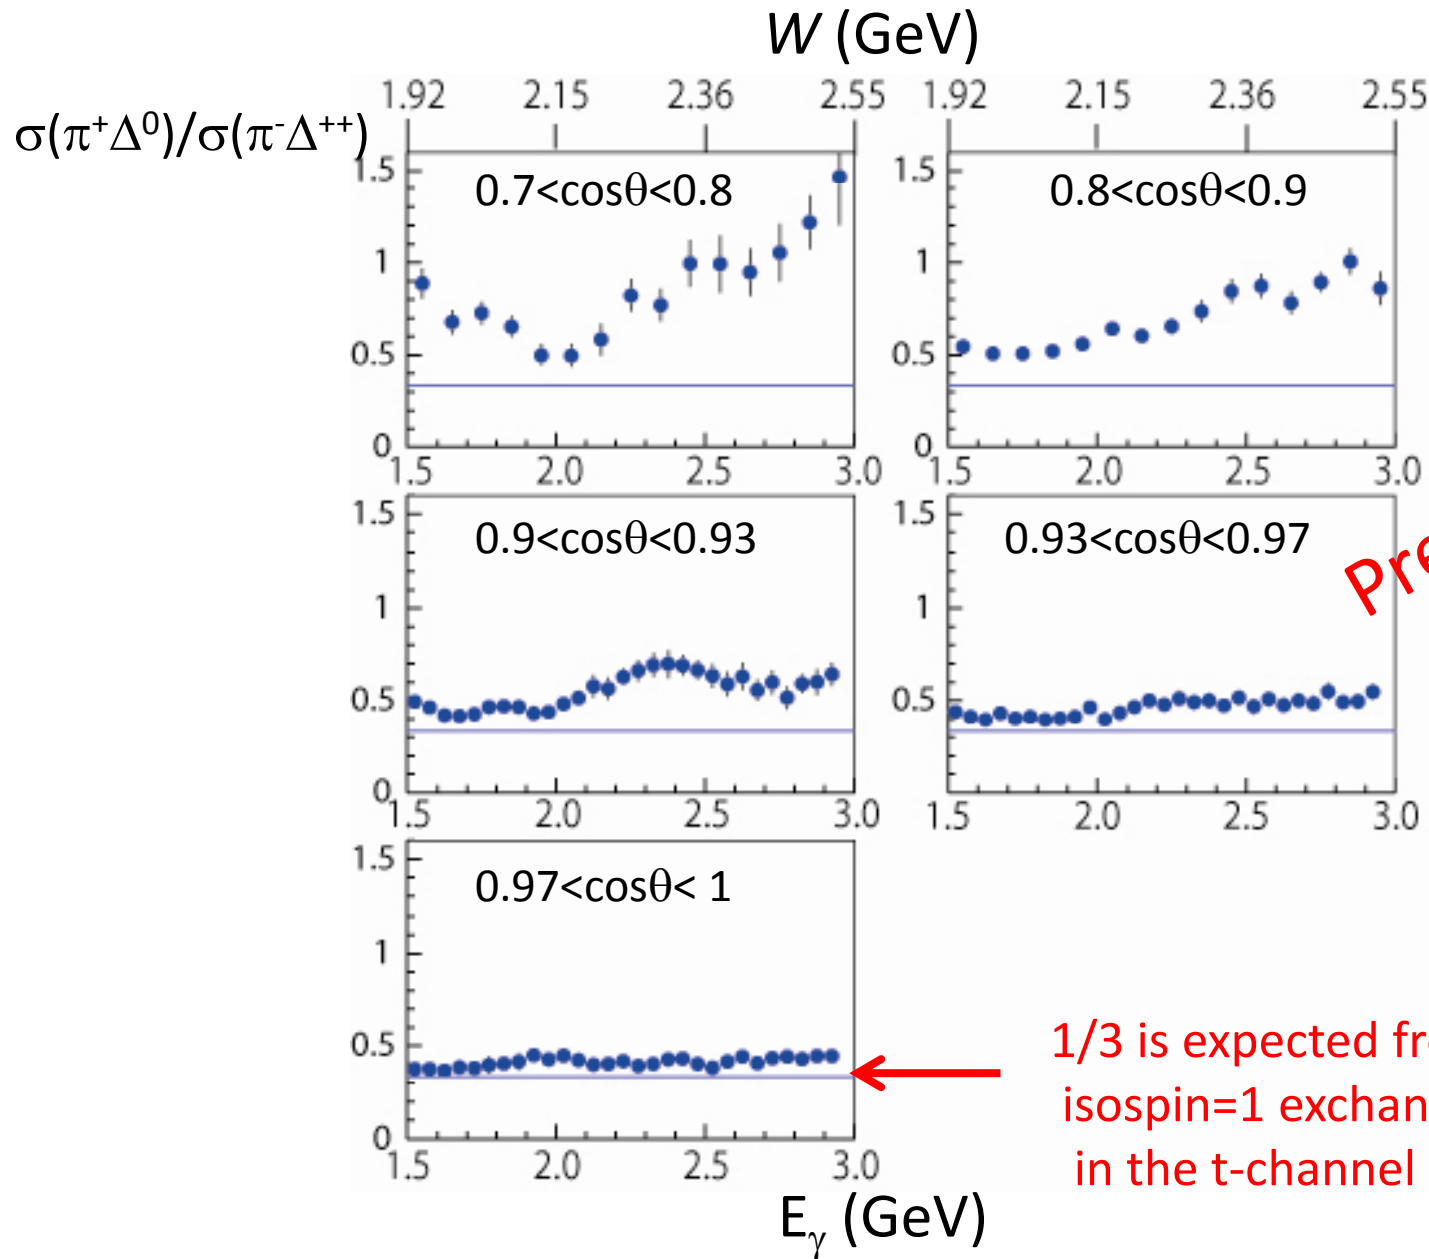 W (GeV)
1.92 2.15 2.36 2.55 1.92 2.15 2.36 2.55
σ(π⁺Δ⁰)/σ(π⁻Δ⁺⁺)
1.5 0.7<cosθ<0.8 1.5 0.8<cosθ<0.9
1 1
0.5 0.5
0 0
1.5 2.0 2.5 3.0 1.5 2.0 2.5 3.0
1.5 0.9<cosθ<0.93 1.5 0.93<cosθ<0.97
1 1
0.5 0.5
0 0
1.5 2.0 2.5 3.0 1.5 2.0 2.5 3.0
1.5 0.97<cosθ< 1
1
0.5
0
1.5 2.0 2.5 3.0
1/3 is expected
isospin=1
in the t-channel
Eγ (GeV)